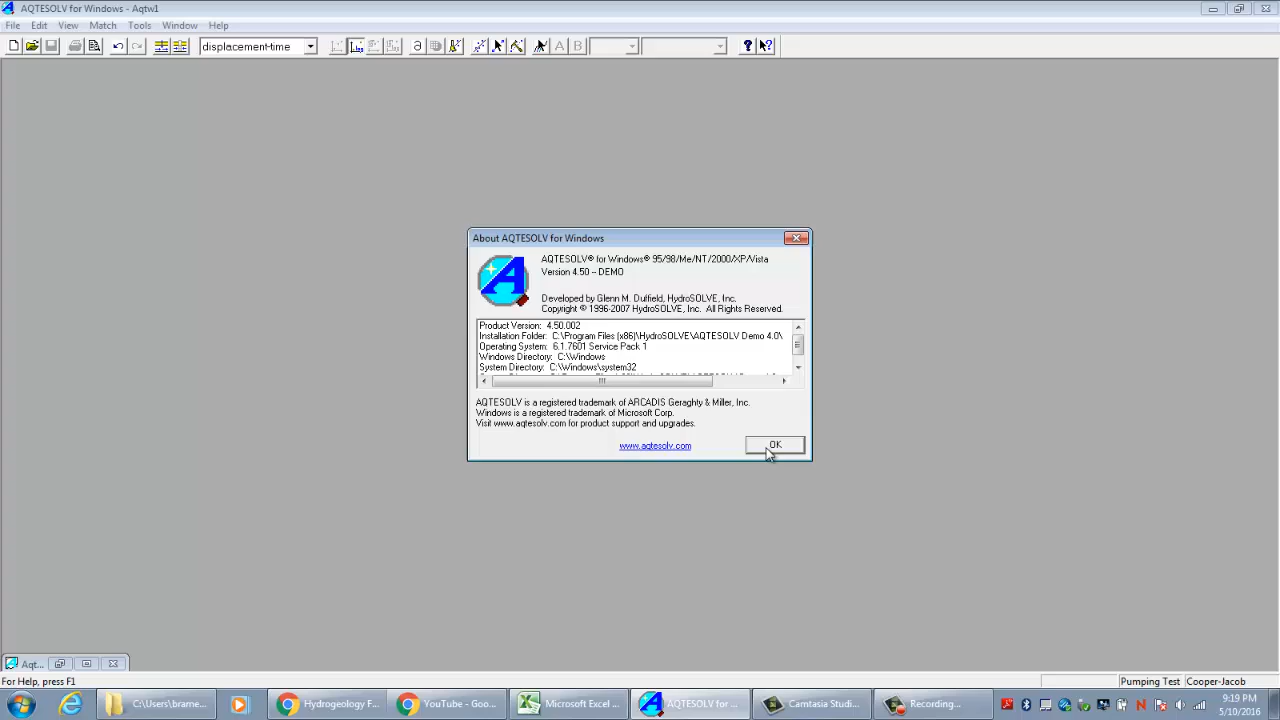 AQTESOLV for Windows - Aqtw1
File Edit View Match Tools Window Help
displacement-time
A B
About AQTESOLV for Windows
AQTESOLV® for Windows® 95/98/Me/NT/2000/XP/Vista
Version 4.50 -- DEMO
Developed by Glenn M. Duffield, HydroSOLVE, Inc.
Copyright © 1996-2007 HydroSOLVE, Inc. All Rights Reserved.
Product Version: 4.50.002
Installation Folder: C:\Program Files (x86)\HydroSOLVE\AQTESOLV Demo 4.0\
Operating System: 6.1.7601 Service Pack 1
Windows Directory: C:\Windows
System Directory: C:\Windows\system32
AQTESOLV is a registered trademark of ARCADIS Geraghty & Miller, Inc.
Windows is a registered trademark of Microsoft Corp.
Visit www.aqtesolv.com for product support and upgrades.
www.aqtesolv.com OK
Aqt...
For Help, press F1 Pumping Test Cooper-Jacob
C:\Users\brame... Hydrogeology F... YouTube - Goo... Microsoft Excel ... AQTESOLV for ... Camtasia Studi... Recording... 9:19 PM
5/10/2016